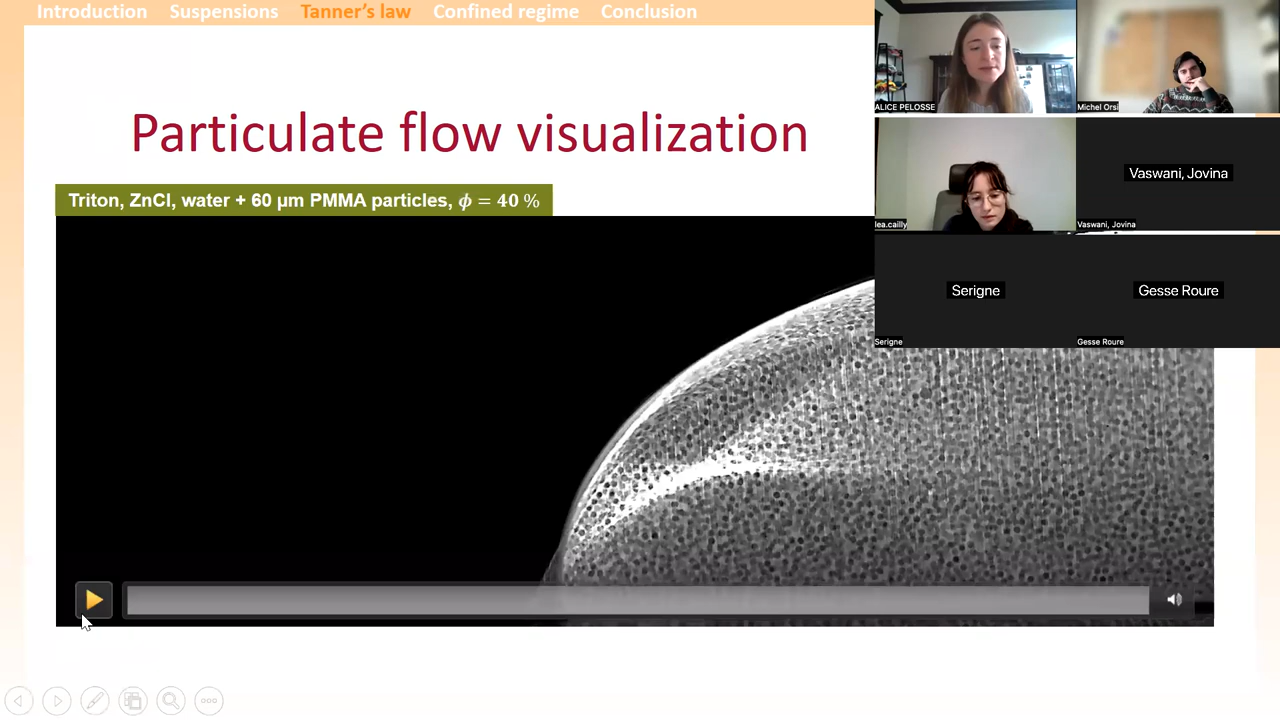 Introduction Suspensions Tanner's law Confined regime Conclusion
Particulate flow visualization
Triton, ZnCl, water + 60 µm PMMA particles, ϕ = 40 %
ALICE PELOSSE
Michel Orsi
lea.cailly
Vaswani, Jovina
Vaswani, Jovina
Serigne
Serigne
Gesse Roure
Gesse Roure